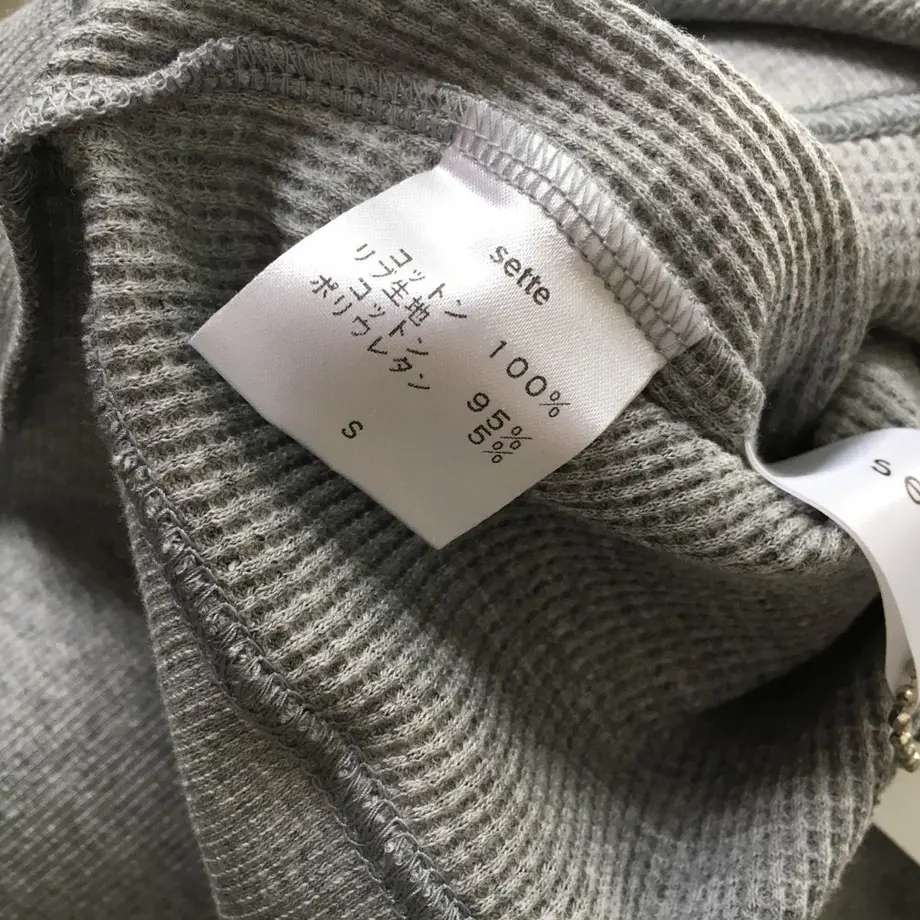 sette
コットン 100%
リブ生地
コットン 95%
ポリウレタン 5%
S
s